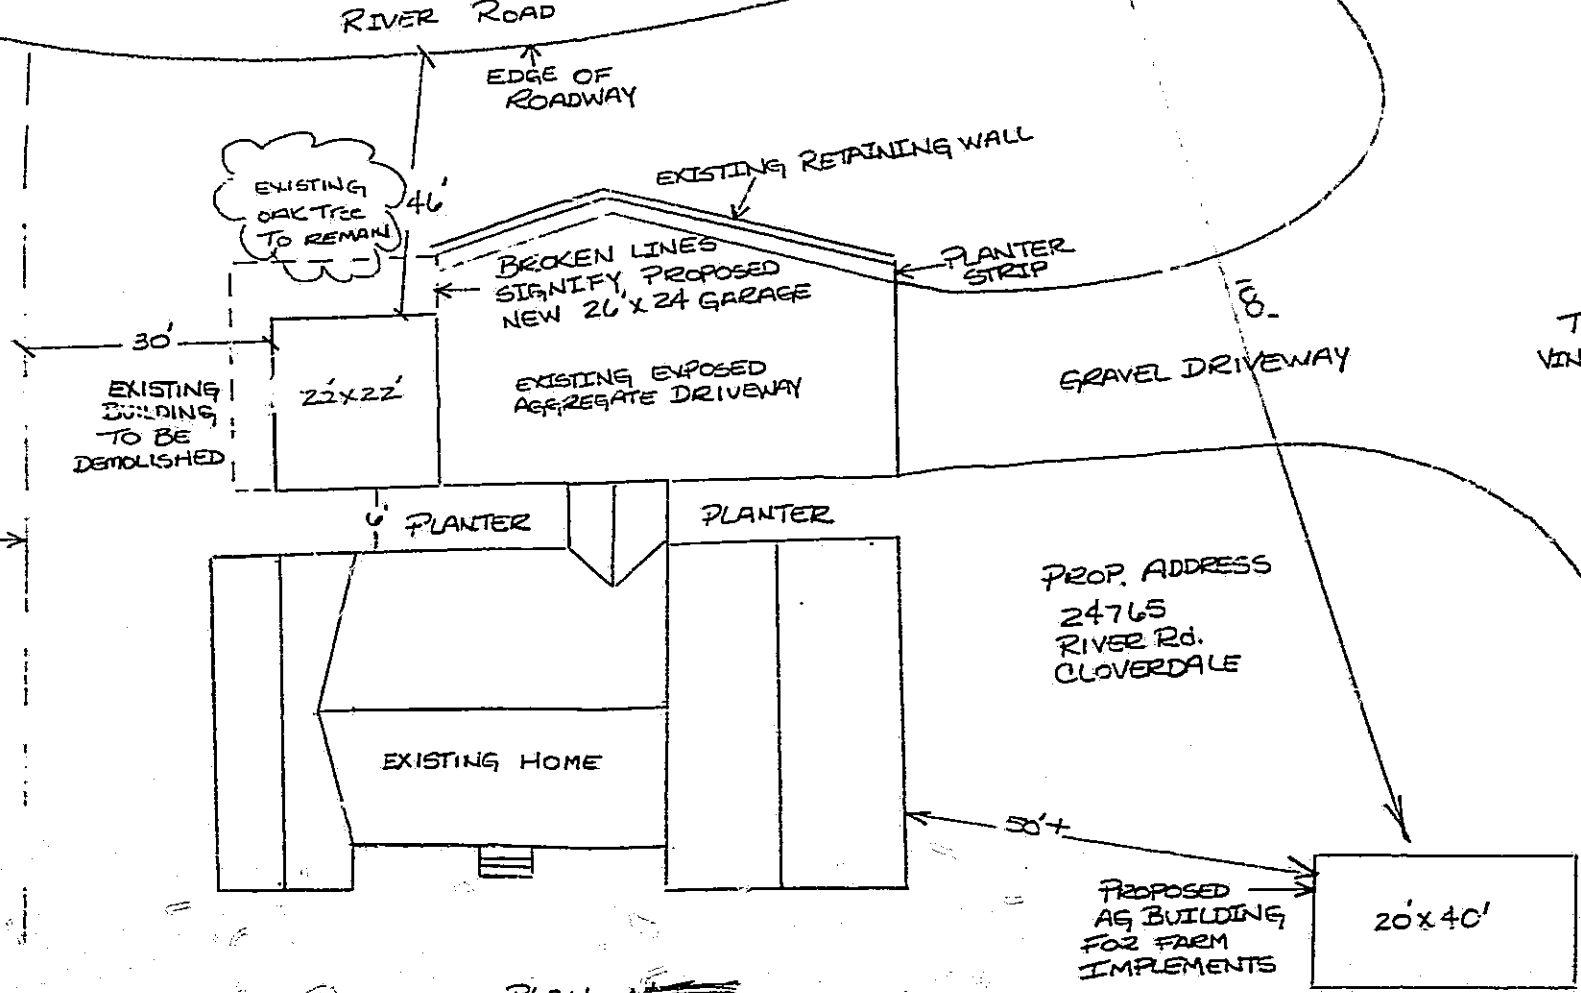 RIVER ROAD
EDGE OF
ROADWAY
EXISTING
OAK TREE
TO REMAIN
46'
EXISTING RETAINING WALL
BROKEN LINES
SIGNIFY PROPOSED
NEW 26'X24 GARAGE
PLANTER
STRIP
30'
22'X22'
EXISTING
BUILDING
TO BE
DEMOLISHED
EXISTING EXPOSED
AGGREGATE DRIVEWAY
GRAVEL DRIVEWAY
VIN
6'
PLANTER
PLANTER
PROP. ADDRESS
24765
RIVER Rd.
CLOVERDALE
EXISTING HOME
50'+
PROPOSED
AG BUILDING
FOR FARM
IMPLEMENTS
20'X40'